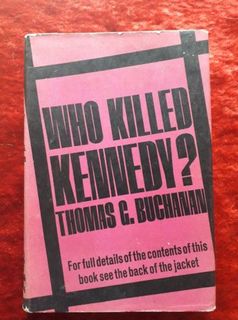 WHO KILLED
KENNEDY?
THOMAS G. BUCHANAN
For full details of the contents of this
book see the back of the jacket